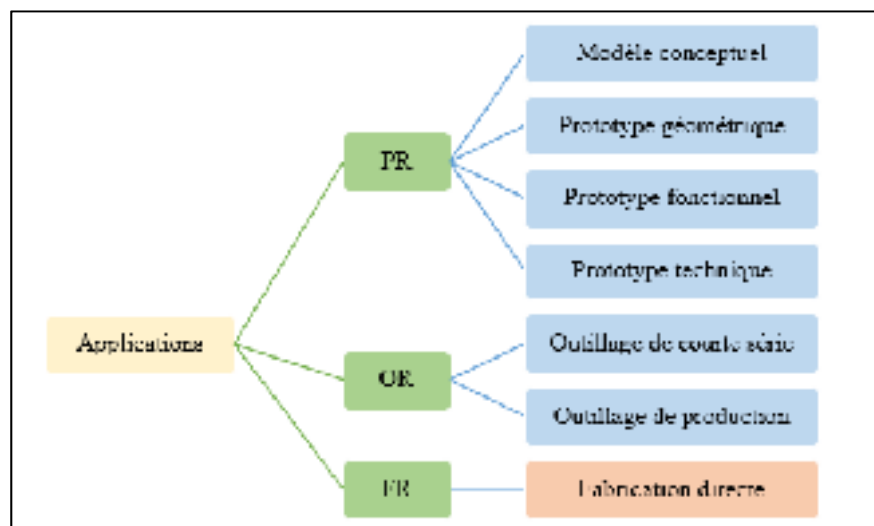 Modèle conceptuel
Prototype géométrique
PR
Prototype fonctionnel
Prototype technique
Applications
Outillage de courte série
OR
Outillage de production
FR
Fabrication directe